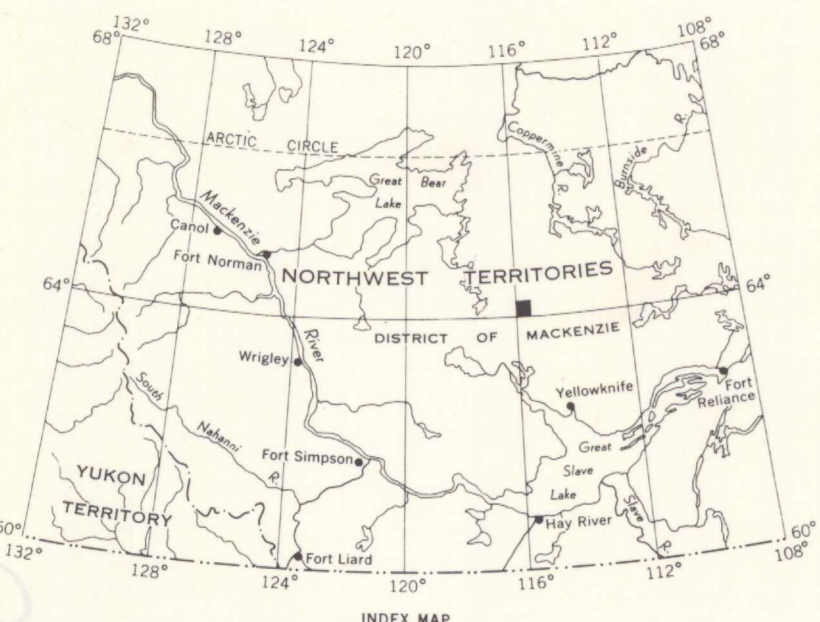 132°
128°
124°
120°
116°
112°
108°
68°
68°
ARCTIC CIRCLE
Coppermine R.
Burnside R.
Great Bear
Lake
Mackenzie
Canol
Fort Norman
NORTHWEST TERRITORIES
64°
64°
DISTRICT OF MACKENZIE
River
Wrigley
South
Nahanni
R.
Yellowknife
Fort
Reliance
Great
Slave
Lake
Fort Simpson
YUKON
TERRITORY
Slave
R.
Hay River
Fort Liard
60°
60°
132°
128°
124°
120°
116°
112°
108°
INDEX MAP